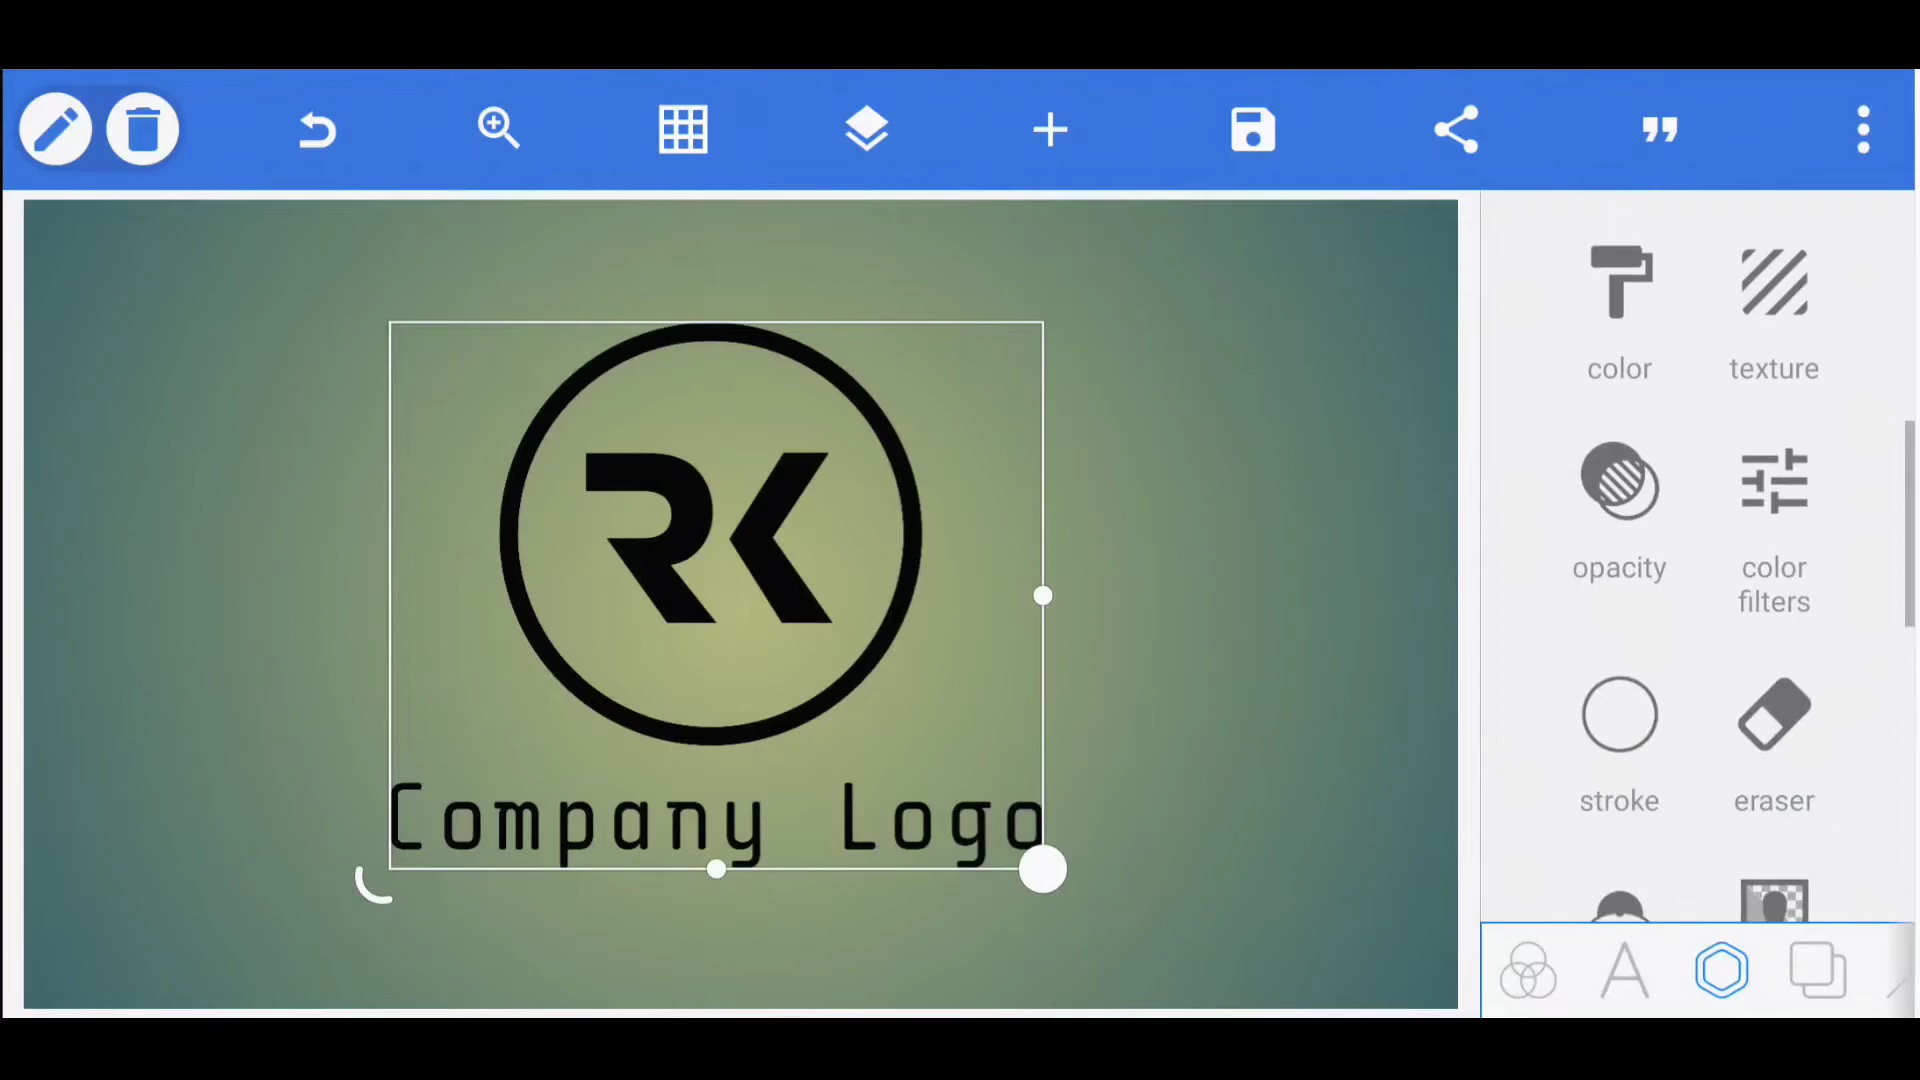 RK
Company Logo
color
texture
opacity
color
filters
stroke
eraser